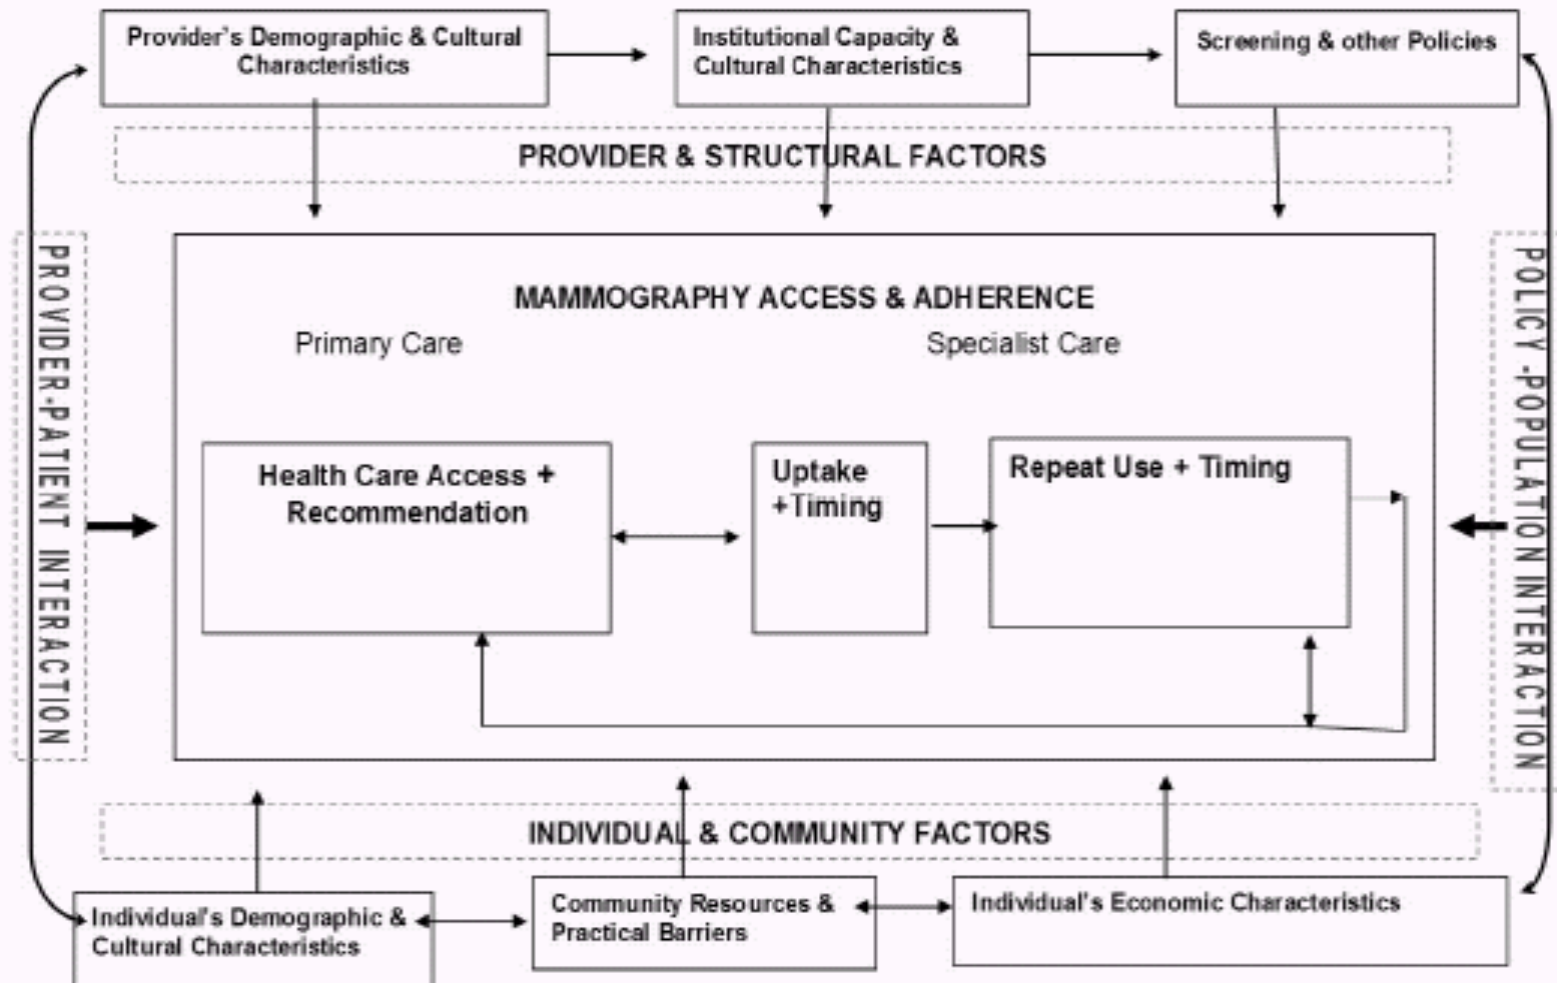 Provider's Demographic & Cultural
Characteristics
Institutional Capacity &
Cultural Characteristics
Screening & other Policies
PROVIDER & STRUCTURAL FACTORS
PROVIDER-PATIENT INTERACTION
MAMMOGRAPHY ACCESS & ADHERENCE
Primary Care
Specialist Care
Health Care Access +
Recommendation
Uptake
+Timing
Repeat Use + Timing
POLICY -POPULATION INTERACTION
INDIVIDUAL & COMMUNITY FACTORS
Individual's Demographic &
Cultural Characteristics
Community Resources &
Practical Barriers
Individual's Economic Characteristics